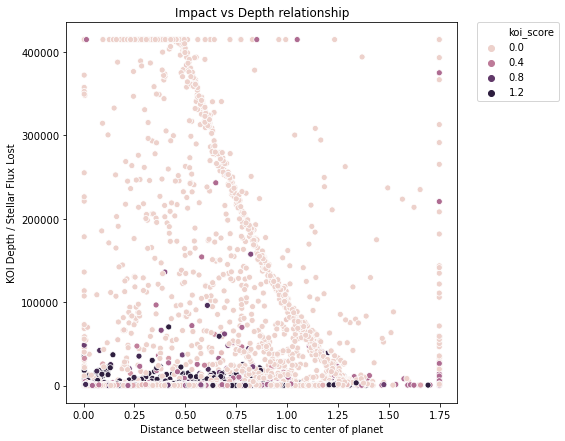 Impact vs Depth relationship
koi_score
0.0
0.4
0.8
1.2
KOI Depth / Stellar Flux Lost
400000
300000
200000
100000
0
0.00 0.25 0.50 0.75 1.00 1.25 1.50 1.75
Distance between stellar disc to center of planet